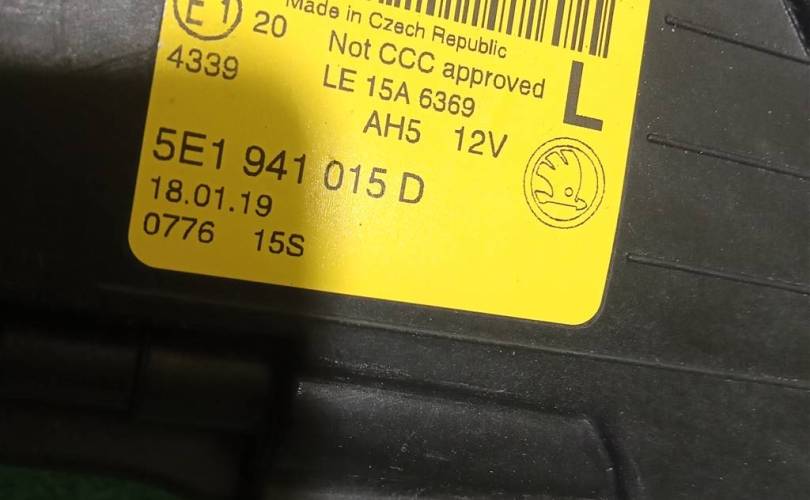 Made in Czech Republic
E 1 20
Not CCC approved
4339
LE 15A 6369
L
AH5 12V
5E1 941 015 D
18.01.19
0776 15S